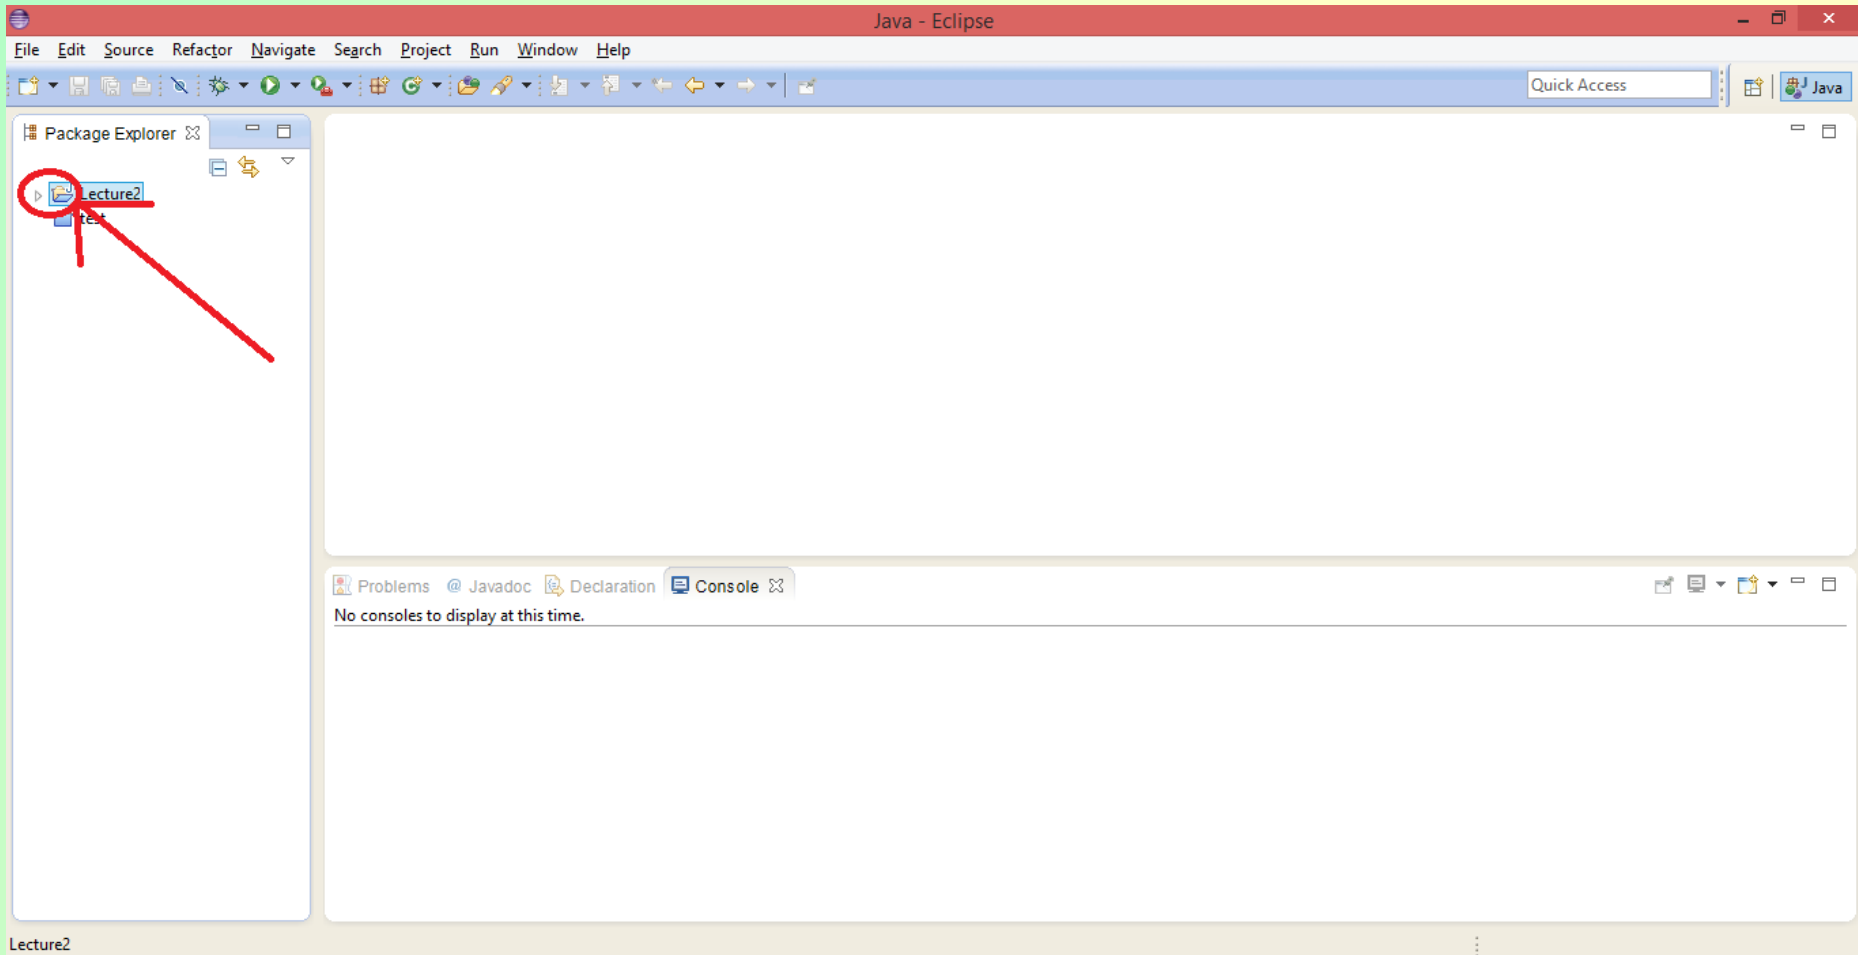 Java - Eclipse
File Edit Source Refactor Navigate Search Project Run Window Help
Quick Access
Java
Package Explorer
Lecture2
test
Problems @ Javadoc Declaration Console
No consoles to display at this time.
Lecture2